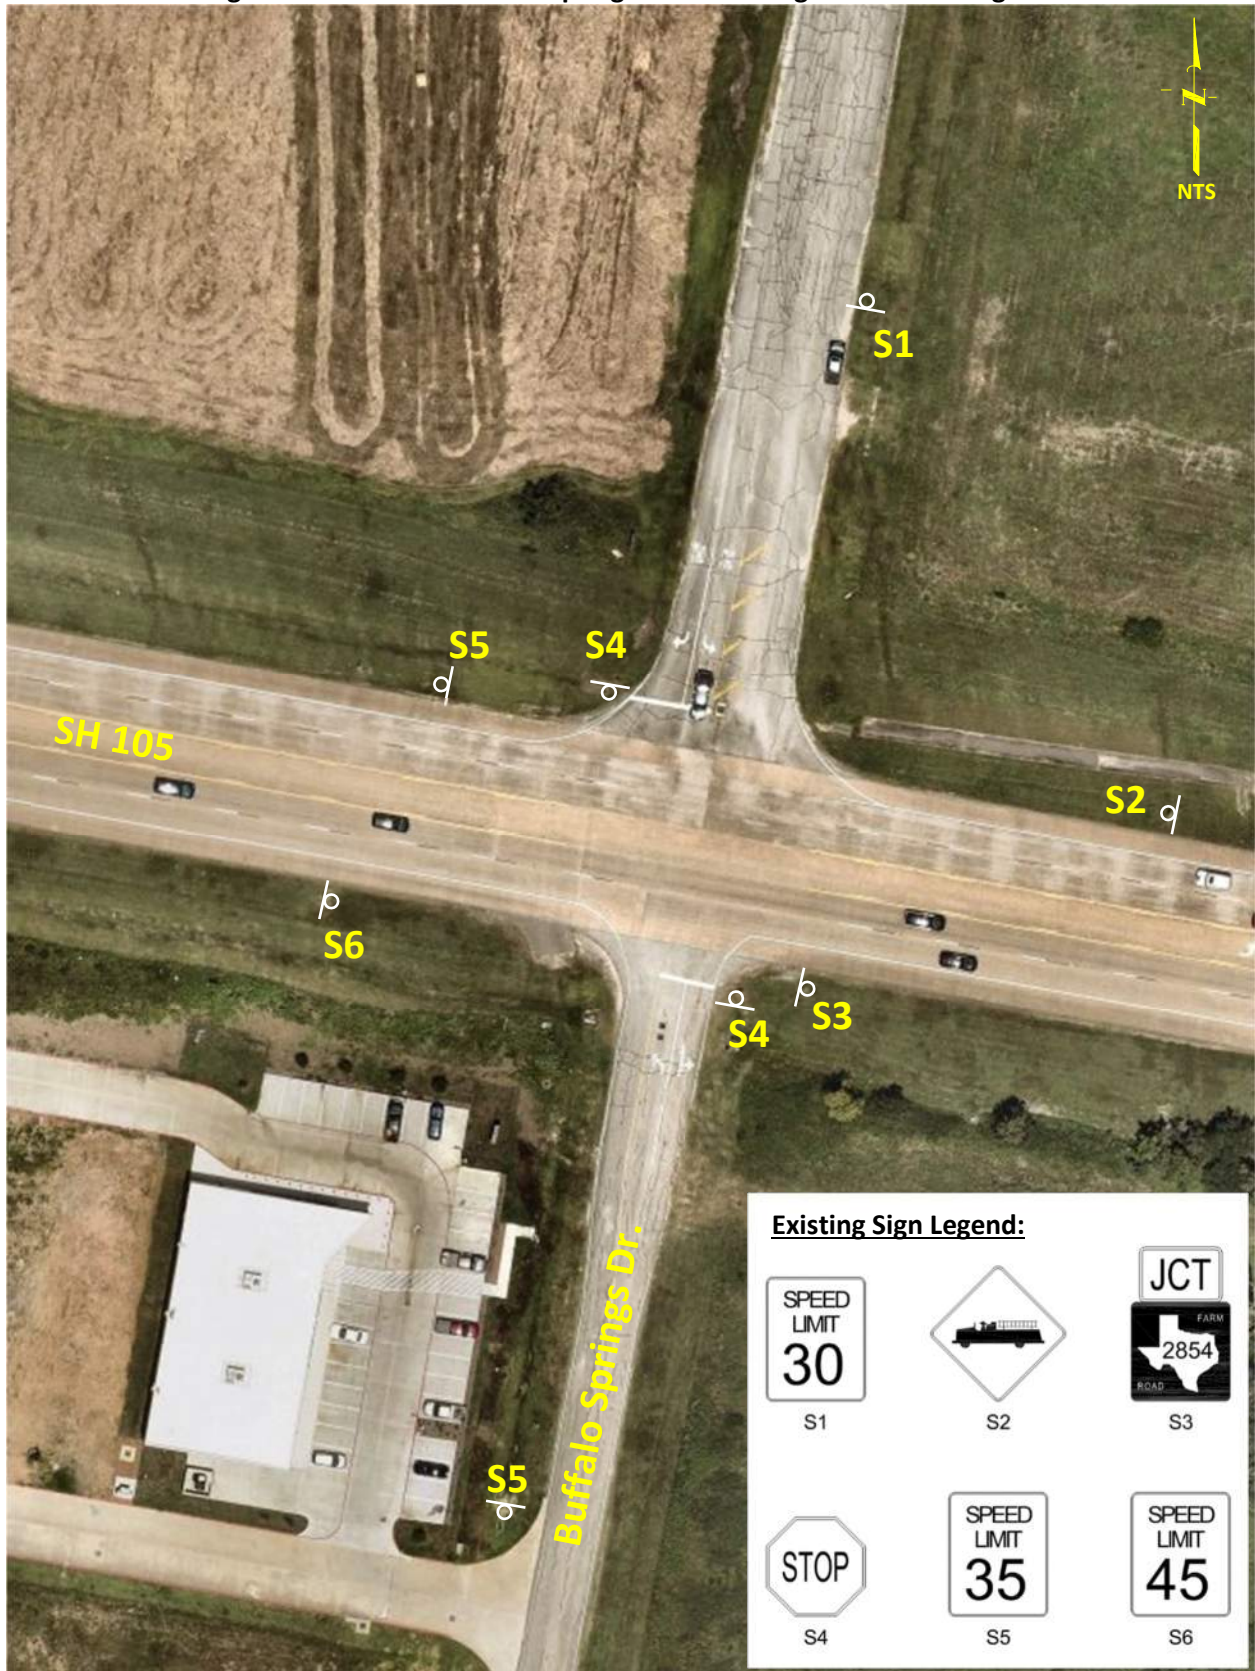 N
NTS
S1
S5
S4
SH 105
S2
S6
S3
S4
Buffalo Springs Dr.
S5
Existing Sign Legend:
SPEED
LIMIT
30
S1
S2
JCT
FARM
2854
ROAD
S3
STOP
S4
SPEED
LIMIT
35
S5
SPEED
LIMIT
45
S6